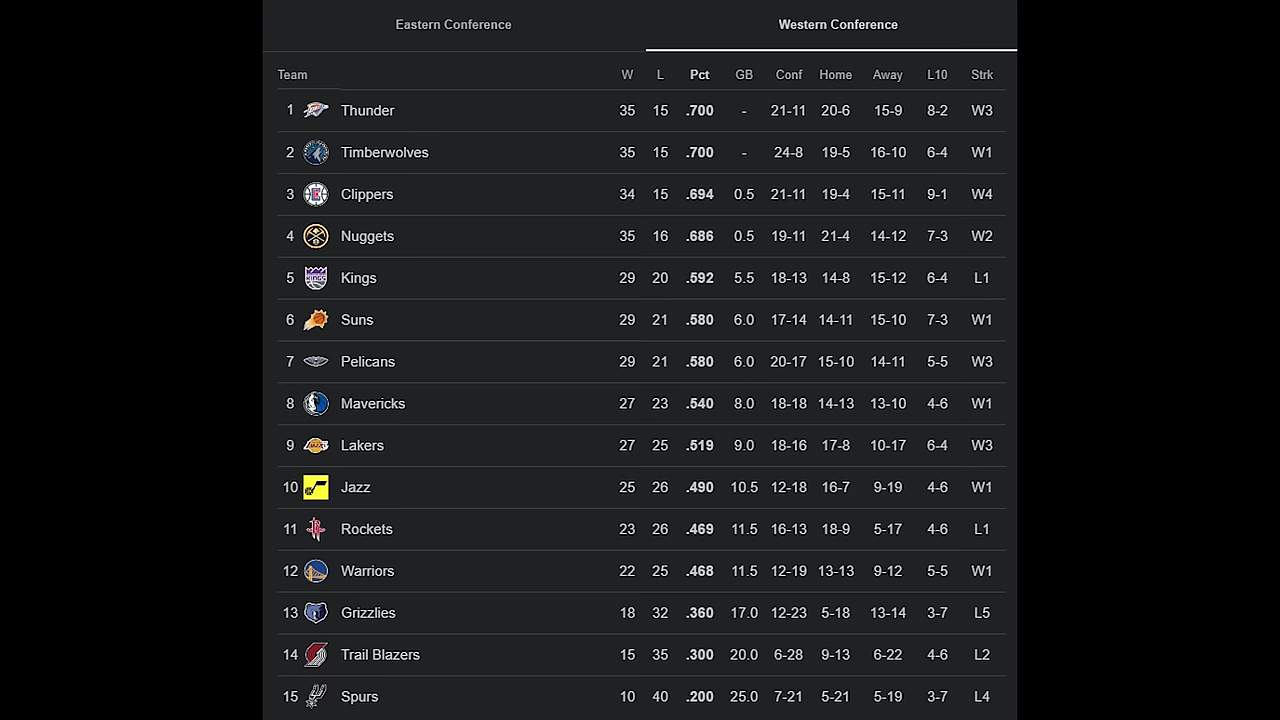 Eastern Conference Western Conference
Team W L Pct GB Conf Home Away L10 Strk
1 Thunder 35 15 .700 - 21-11 20-6 15-9 8-2 W3
2 Timberwolves 35 15 .700 - 24-8 19-5 16-10 6-4 W1
3 Clippers 34 15 .694 0.5 21-11 19-4 15-11 9-1 W4
4 Nuggets 35 16 .686 0.5 19-11 21-4 14-12 7-3 W2
5 Kings 29 20 .592 5.5 18-13 14-8 15-12 6-4 L1
6 Suns 29 21 .580 6.0 17-14 14-11 15-10 7-3 W1
7 Pelicans 29 21 .580 6.0 20-17 15-10 14-11 5-5 W3
8 Mavericks 27 23 .540 8.0 18-18 14-13 13-10 4-6 W1
9 Lakers 27 25 .519 9.0 18-16 17-8 10-17 6-4 W3
10 Jazz 25 26 .490 10.5 12-18 16-7 9-19 4-6 W1
11 Rockets 23 26 .469 11.5 16-13 18-9 5-17 4-6 L1
12 Warriors 22 25 .468 11.5 12-19 13-13 9-12 5-5 W1
13 Grizzlies 18 32 .360 17.0 12-23 5-18 13-14 3-7 L5
14 Trail Blazers 15 35 .300 20.0 6-28 9-13 6-22 4-6 L2
15 Spurs 10 40 .200 25.0 7-21 5-21 5-19 3-7 L4